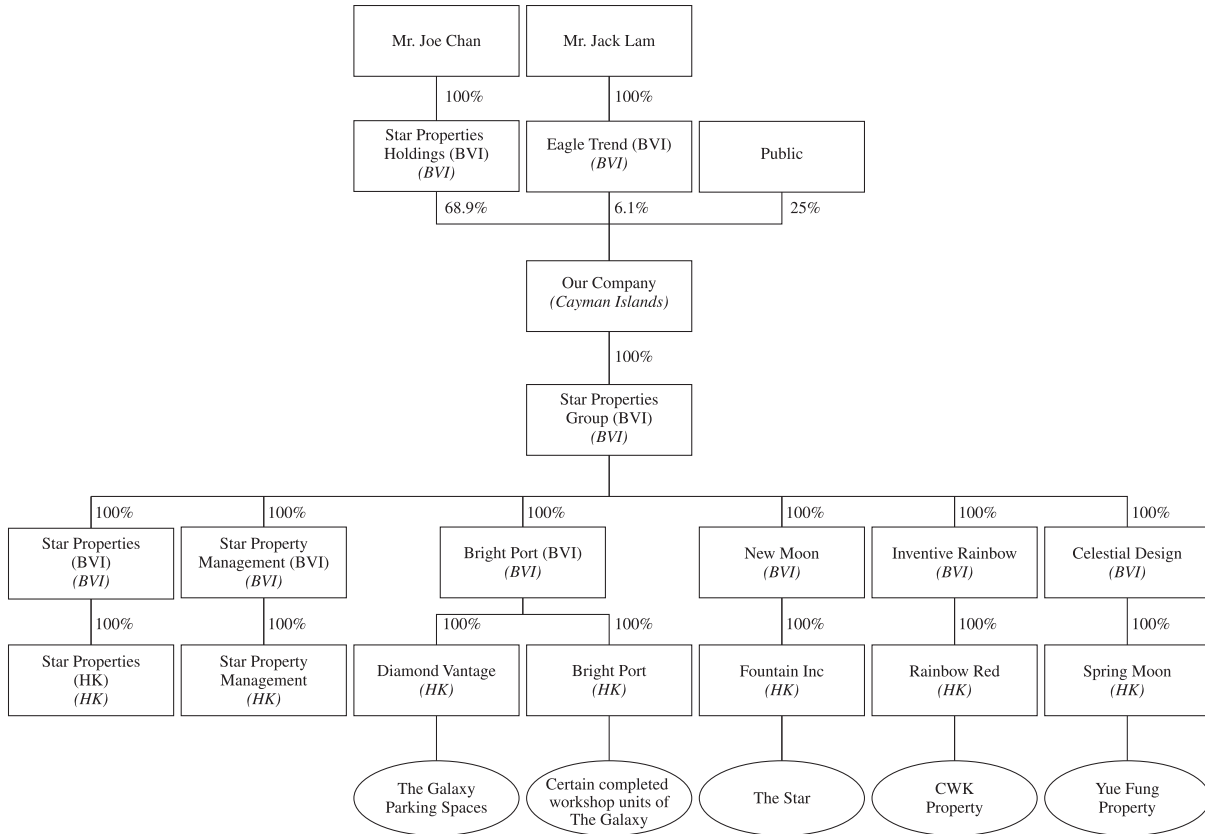 Mr. Joe Chan
Mr. Jack Lam
100%
100%
Star Properties
Holdings (BVI)
(BVI)
Eagle Trend (BVI)
(BVI)
Public
68.9%
6.1%
25%
Our Company
(Cayman Islands)
100%
Star Properties
Group (BVI)
(BVI)
100%
100%
100%
100%
100%
100%
Star Properties
(BVI)
(BVI)
Star Property
Management (BVI)
(BVI)
Bright Port (BVI)
(BVI)
New Moon
(BVI)
Inventive Rainbow
(BVI)
Celestial Design
(BVI)
100%
100%
100%
100%
100%
100%
100%
Star Properties
(HK)
(HK)
Star Property
Management
(HK)
Diamond Vantage
(HK)
Bright Port
(HK)
Fountain Inc
(HK)
Rainbow Red
(HK)
Spring Moon
(HK)
The Galaxy
Parking Spaces
Certain completed
workshop units of
The Galaxy
The Star
CWK
Property
Yue Fung
Property